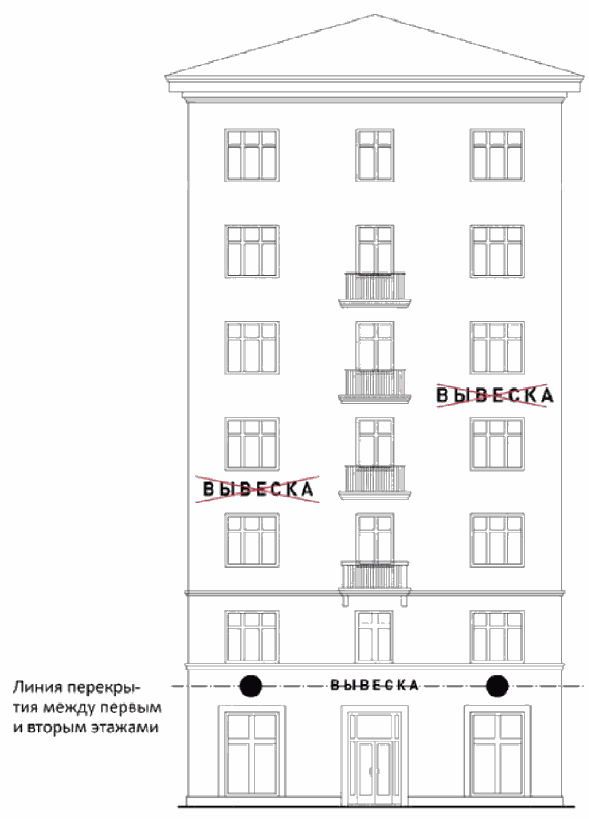 ВЫВЕСКА
ВЫВЕСКА
ВЫВЕСКА
Линия перекры-
тия между первым
и вторым этажами